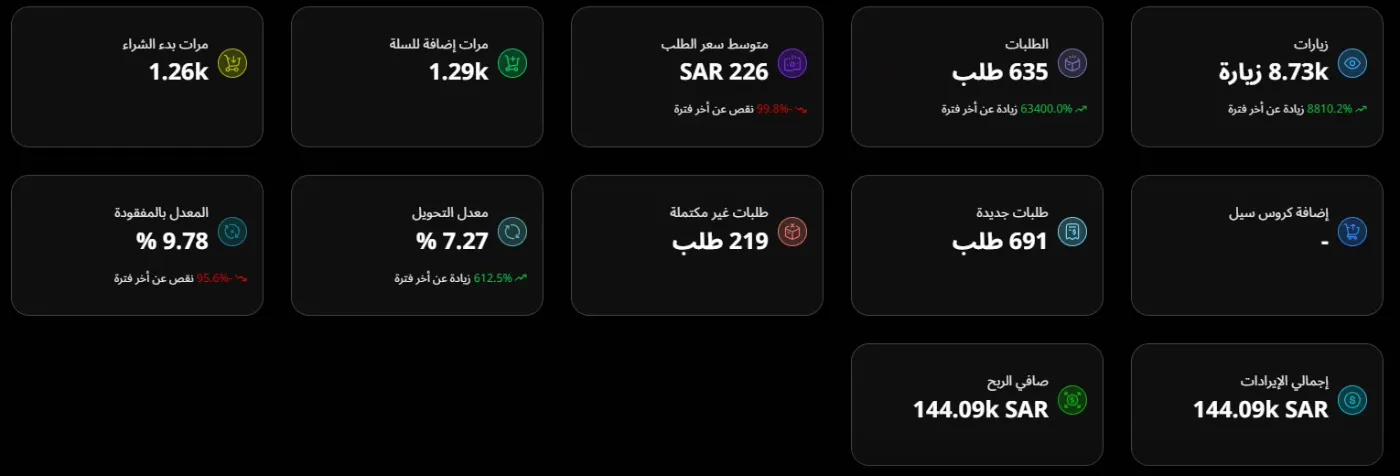 زيارات
8.73k زيارة
8810.2% زيادة عن أخر فترة
الطلبات
635 طلب
63400.0% زيادة عن أخر فترة
متوسط سعر الطلب
SAR 226
-99.8% نقص عن أخر فترة
مرات إضافة للسلة
1.29k
مرات بدء الشراء
1.26k
إضافة كروس سيل
-
طلبات جديدة
691 طلب
طلبات غير مكتملة
219 طلب
معدل التحويل
7.27 %
612.5% زيادة عن أخر فترة
المعدل بالمفقودة
9.78 %
-95.6% نقص عن أخر فترة
إجمالي الإيرادات
144.09k SAR
صافي الربح
144.09k SAR